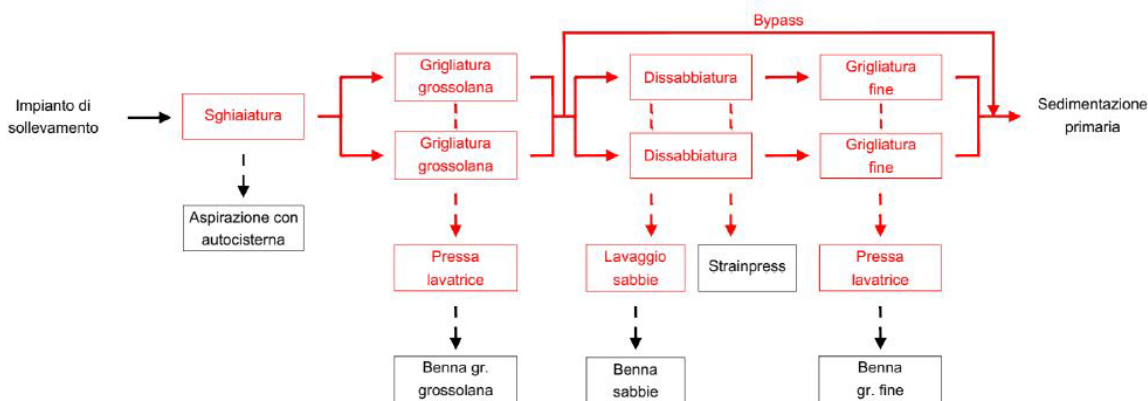 Bypass
Grigliatura
grossolana
Dissabbiatura
Grigliatura
fine
Impianto di
sollevamento
Sghiaiatura
Sedimentazione
primaria
Grigliatura
grossolana
Dissabbiatura
Grigliatura
fine
Aspirazione con
autocisterna
Pressa
lavatrice
Lavaggio
sabbie
Strainpress
Pressa
lavatrice
Benna gr.
grossolana
Benna
sabbie
Benna
gr. fine